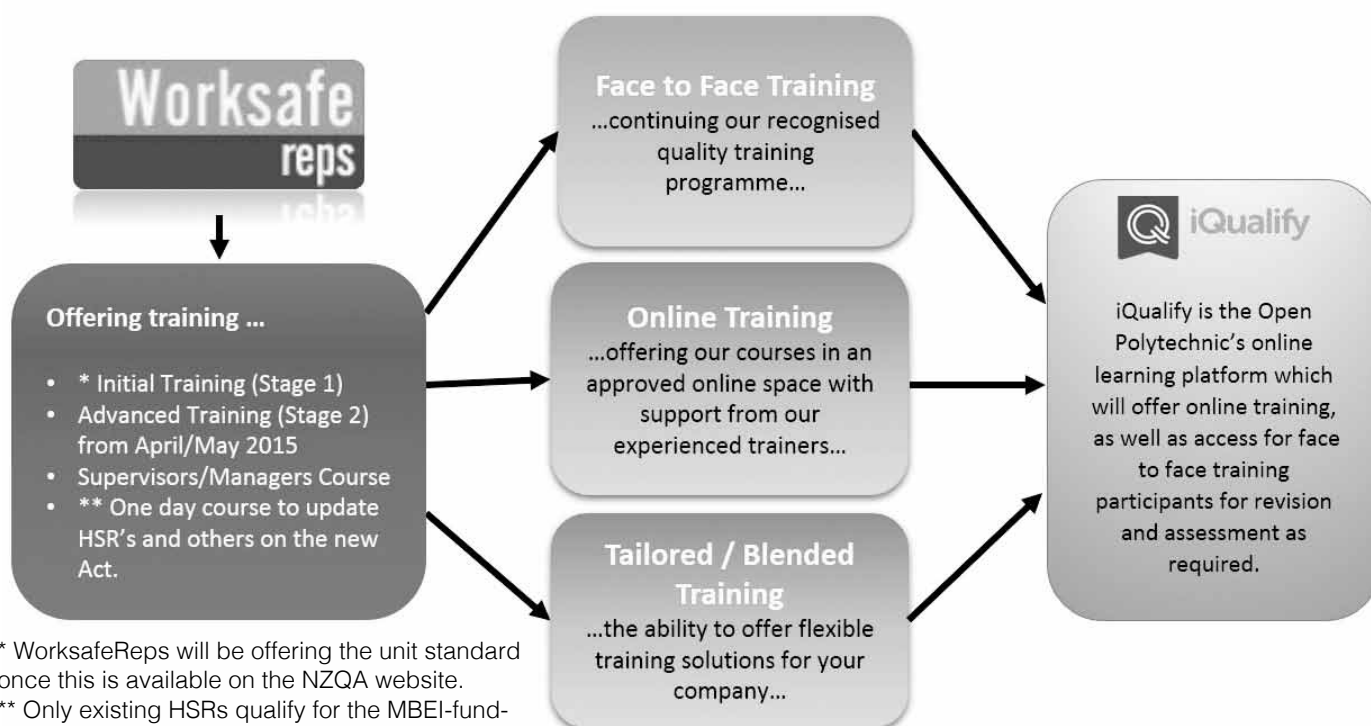 Worksafe
reps
Offering training ...
• * Initial Training (Stage 1)
• Advanced Training (Stage 2)
from April/May 2015
• Supervisors/Managers Course
• ** One day course to update
HSR's and others on the new
Act.
* WorksafeReps will be offering the unit standard
once this is available on the NZQA website.
** Only existing HSRs qualify for the MBEI-fund-
Face to Face Training
...continuing our recognised
quality training
programme...
Online Training
...offering our courses in an
approved online space with
support from our
experienced trainers...
Tailored / Blended
Training
...the ability to offer flexible
training solutions for your
company...
iQualify
iQualify is the Open
Polytechnic's online
learning platform which
will offer online training,
as well as access for face
to face training
participants for revision
and assessment as
required.